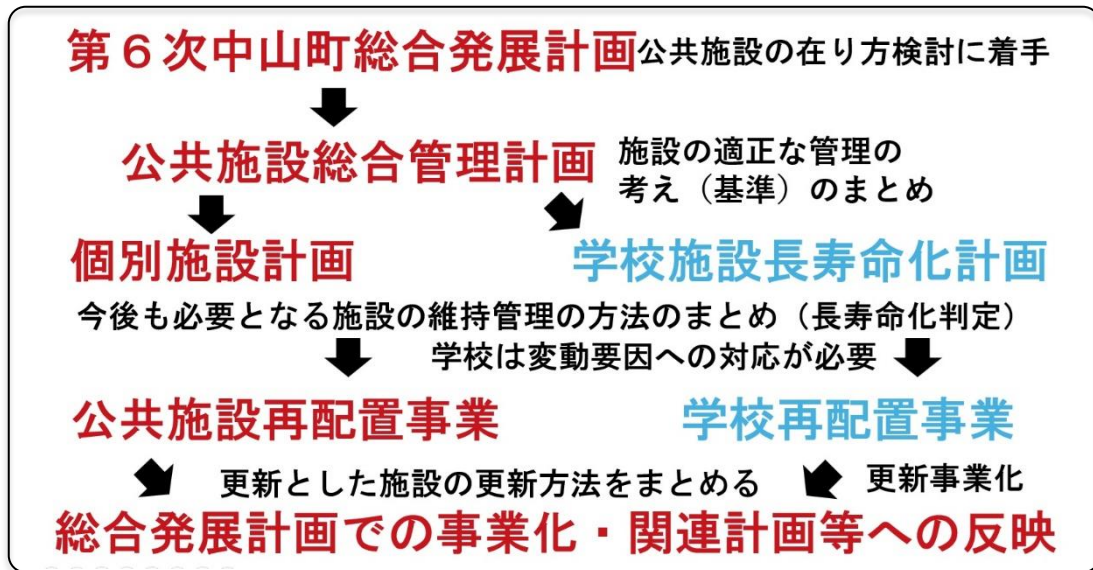 第６次中山町総合発展計画 公共施設の在り方検討に着手
公共施設総合管理計画
施設の適正な管理の
考え（基準）のまとめ
個別施設計画
学校施設長寿命化計画
今後も必要となる施設の維持管理の方法のまとめ（長寿命化判定）
学校は変動要因への対応が必要
公共施設再配置事業
学校再配置事業
更新とした施設の更新方法をまとめる
更新事業化
総合発展計画での事業化・関連計画等への反映